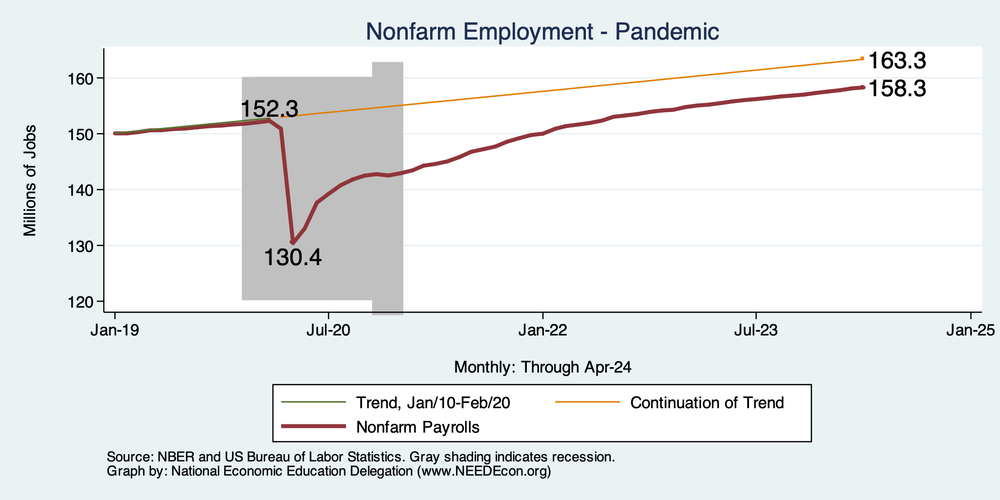 Nonfarm Employment - Pandemic
163.3
160
158.3
152.3
150
Millions of Jobs
140
130
130.4
120
Jan-19 Jul-20 Jan-22 Jul-23 Jan-25
Monthly: Through Apr-24
Trend, Jan/10-Feb/20 Continuation of Trend
Nonfarm Payrolls
Source: NBER and US Bureau of Labor Statistics. Gray shading indicates recession.
Graph by: National Economic Education Delegation (www.NEEDEcon.org)